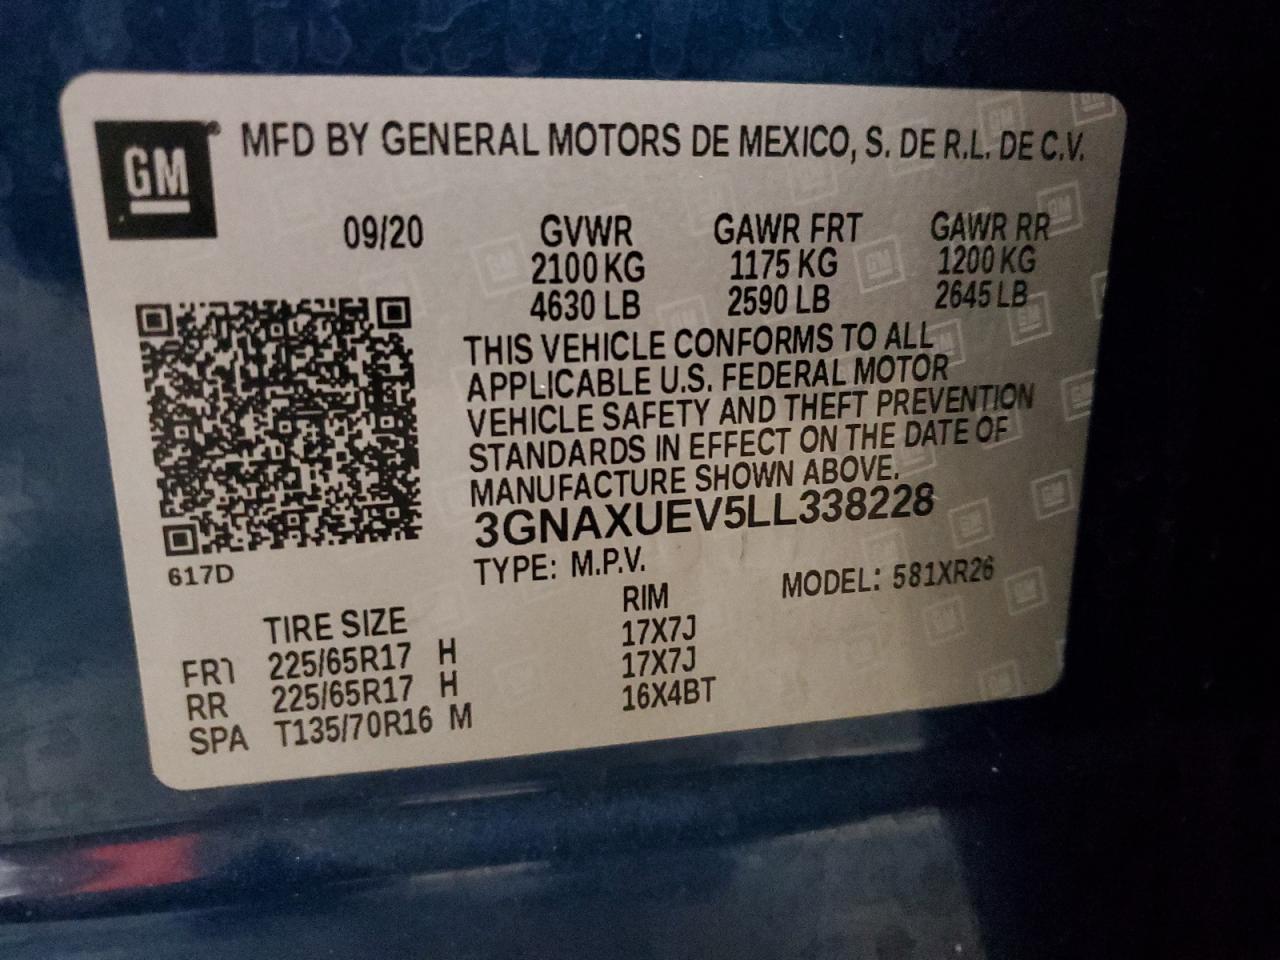 GM® MFD BY GENERAL MOTORS DE MEXICO, S. DE R.L. DE C.V.
09/20 GVWR GAWR FRT GAWR RR
2100 KG 1175 KG 1200 KG
4630 LB 2590 LB 2645 LB
THIS VEHICLE CONFORMS TO ALL
APPLICABLE U.S. FEDERAL MOTOR
VEHICLE SAFETY AND THEFT PREVENTION
STANDARDS IN EFFECT ON THE DATE OF
MANUFACTURE SHOWN ABOVE.
3GNAXUEV5LL338228
617D
TYPE: M.P.V. MODEL: 581XR26
TIRE SIZE RIM
FRT 225/65R17 H 17X7J
RR 225/65R17 H 17X7J
SPA T135/70R16 M 16X4BT